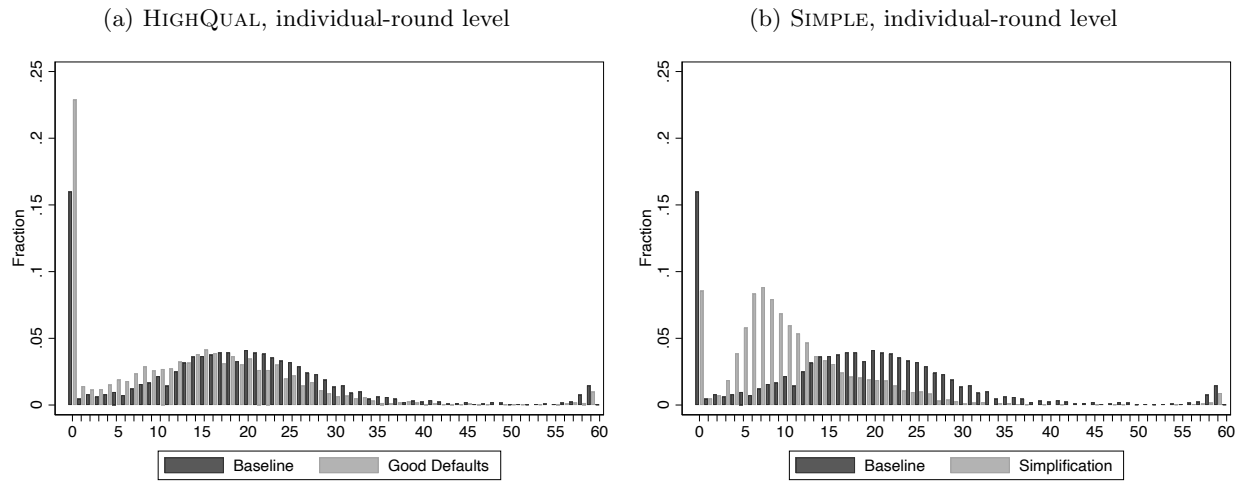 (a) HIGHQUAL, individual-round level
.25
.2
.15
.1
.05
0
Fraction
0 5 10 15 20 25 30 35 40 45 50 55 60
Baseline Good Defaults
(b) SIMPLE, individual-round level
.25
.2
.15
.1
.05
0
Fraction
0 5 10 15 20 25 30 35 40 45 50 55 60
Baseline Simplification